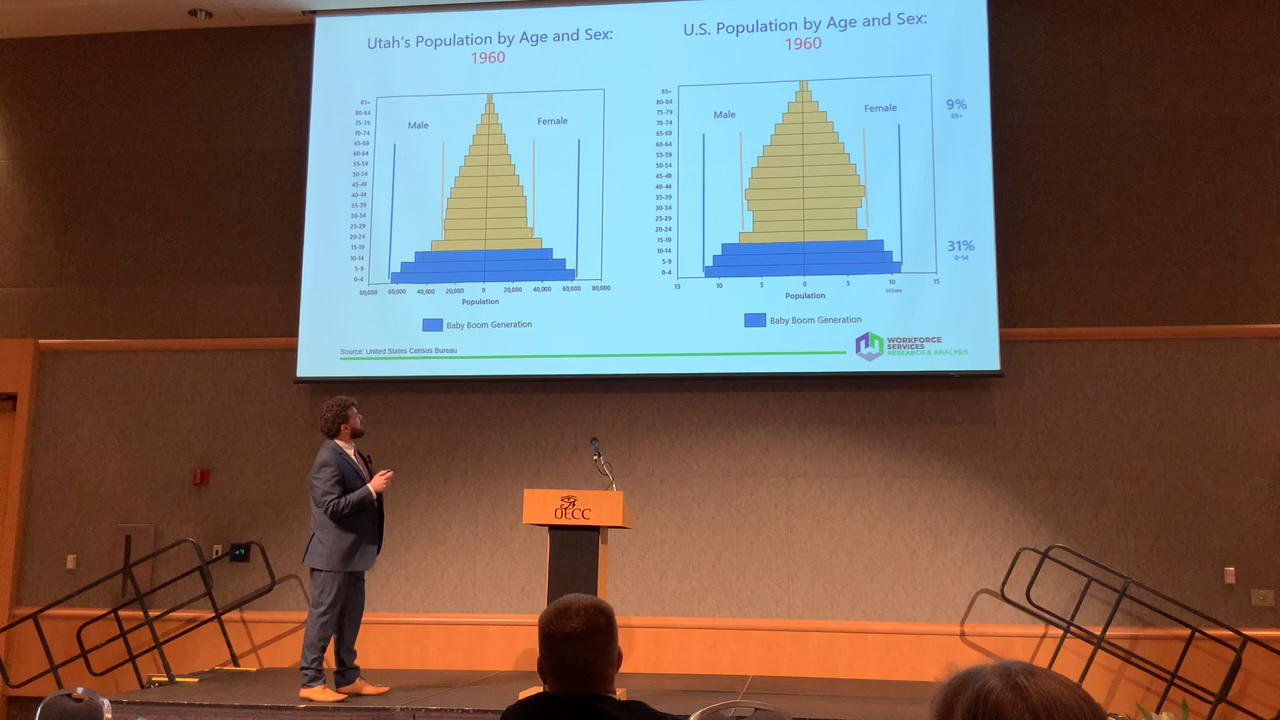 Utah's Population by Age and Sex:
1960
85+
80-84
75-79
70-74
65-69
60-64
55-59
50-54
45-49
40-44
35-39
30-34
25-29
20-24
15-19
10-14
5-9
0-4
Male
Female
80,000 60,000 40,000 20,000 0 20,000 40,000 60,000 80,000
Population
Baby Boom Generation
U.S. Population by Age and Sex:
1960
85+
80-84
75-79
70-74
65-69
60-64
55-59
50-54
45-49
40-44
35-39
30-34
25-29
20-24
15-19
10-14
5-9
0-4
Male
Female
15 10 5 0 5 10 15
Population
Millions
Baby Boom Generation
9%
65+
31%
0-14
Source: United States Census Bureau
WORKFORCE
SERVICES
RESEARCH & ANALYSIS
OECC